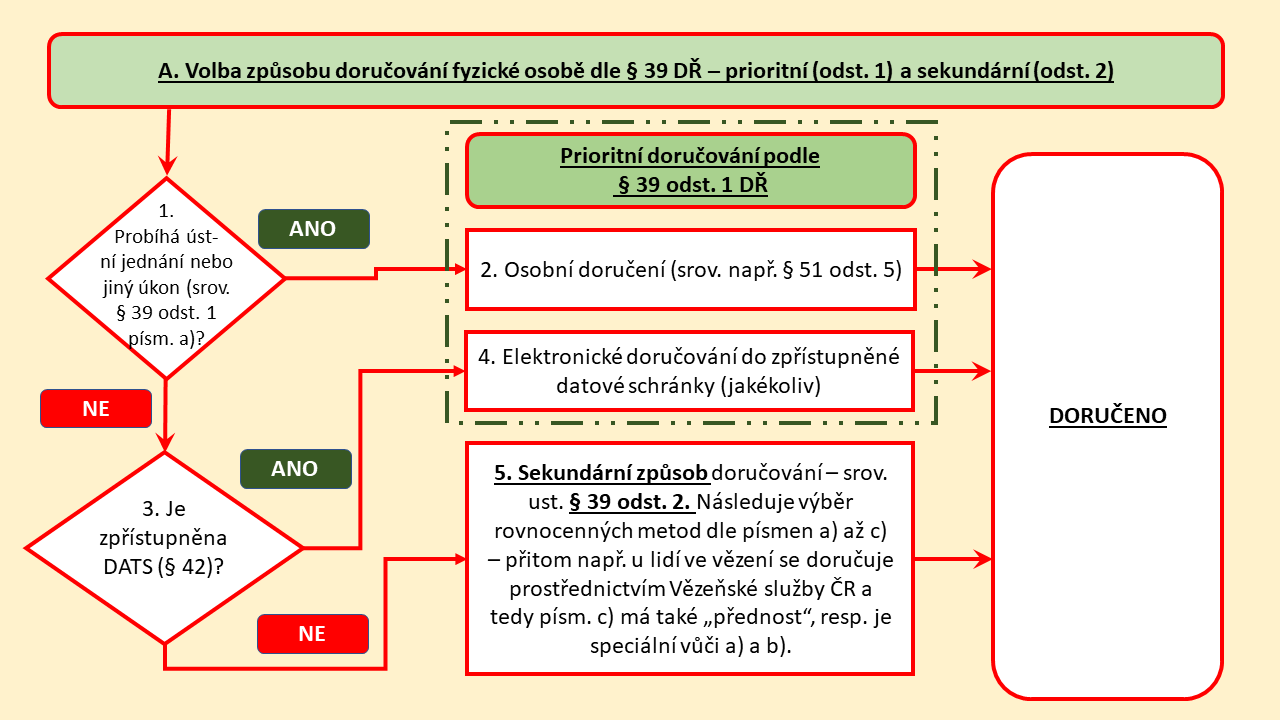 A. Volba způsobu doručování fyzické osobě dle § 39 DŘ – prioritní (odst. 1) a sekundární (odst. 2)
Prioritní doručování podle
§ 39 odst. 1 DŘ
1.
Probíhá úst-
ní jednání nebo
jiný úkon (srov.
§ 39 odst. 1
písm. a)?
ANO
2. Osobní doručení (srov. např. § 51 odst. 5)
4. Elektronické doručování do zpřístupněné
datové schránky (jakékoliv)
NE
ANO
3. Je
zpřístupněna
DATS (§ 42)?
NE
5. Sekundární způsob doručování – srov.
ust. § 39 odst. 2. Následuje výběr
rovnocenných metod dle písmen a) až c)
– přitom např. u lidí ve vězení se doručuje
prostřednictvím Vězeňské služby ČR a
tedy písm. c) má také „přednost“, resp. je
speciální vůči a) a b).
DORUČENO